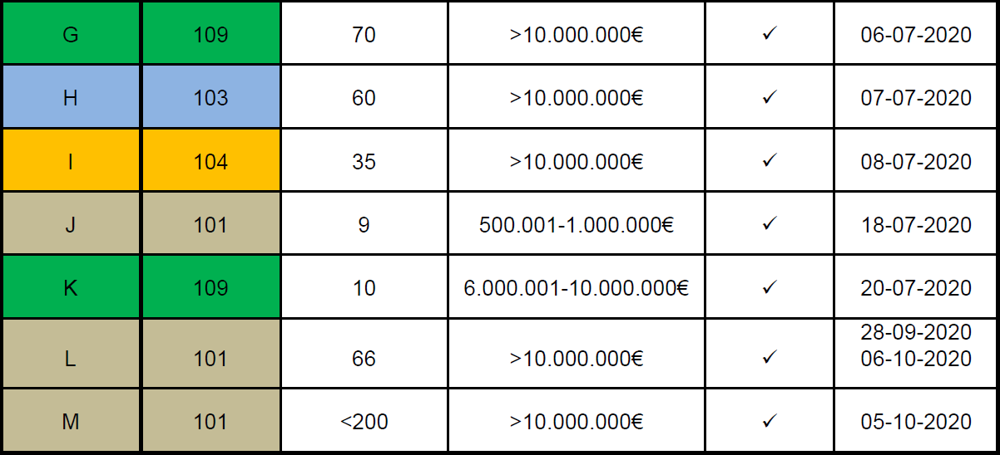 G 109 70 >10.000.000€ ✓ 06-07-2020
H 103 60 >10.000.000€ ✓ 07-07-2020
I 104 35 >10.000.000€ ✓ 08-07-2020
J 101 9 500.001-1.000.000€ ✓ 18-07-2020
K 109 10 6.000.001-10.000.000€ ✓ 20-07-2020
L 101 66 >10.000.000€ ✓ 28-09-2020
06-10-2020
M 101 <200 >10.000.000€ ✓ 05-10-2020